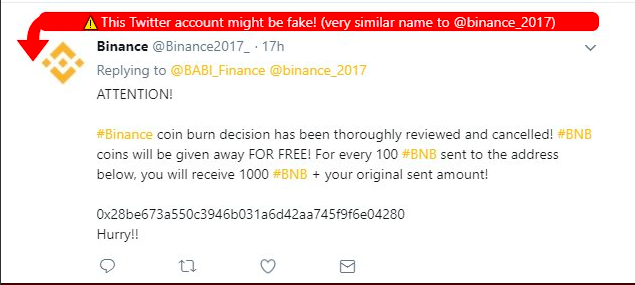 ⚠ This Twitter account might be fake! (very similar name to @binance_2017)
Binance @Binance2017_ · 17h
Replying to @BABI_Finance @binance_2017
ATTENTION!
#Binance coin burn decision has been thoroughly reviewed and cancelled! #BNB
coins will be given away FOR FREE! For every 100 #BNB sent to the address
below, you will receive 1000 #BNB + your original sent amount!
0x28be673a550c3946b031a6d42aa745f9f6e04280
Hurry!!